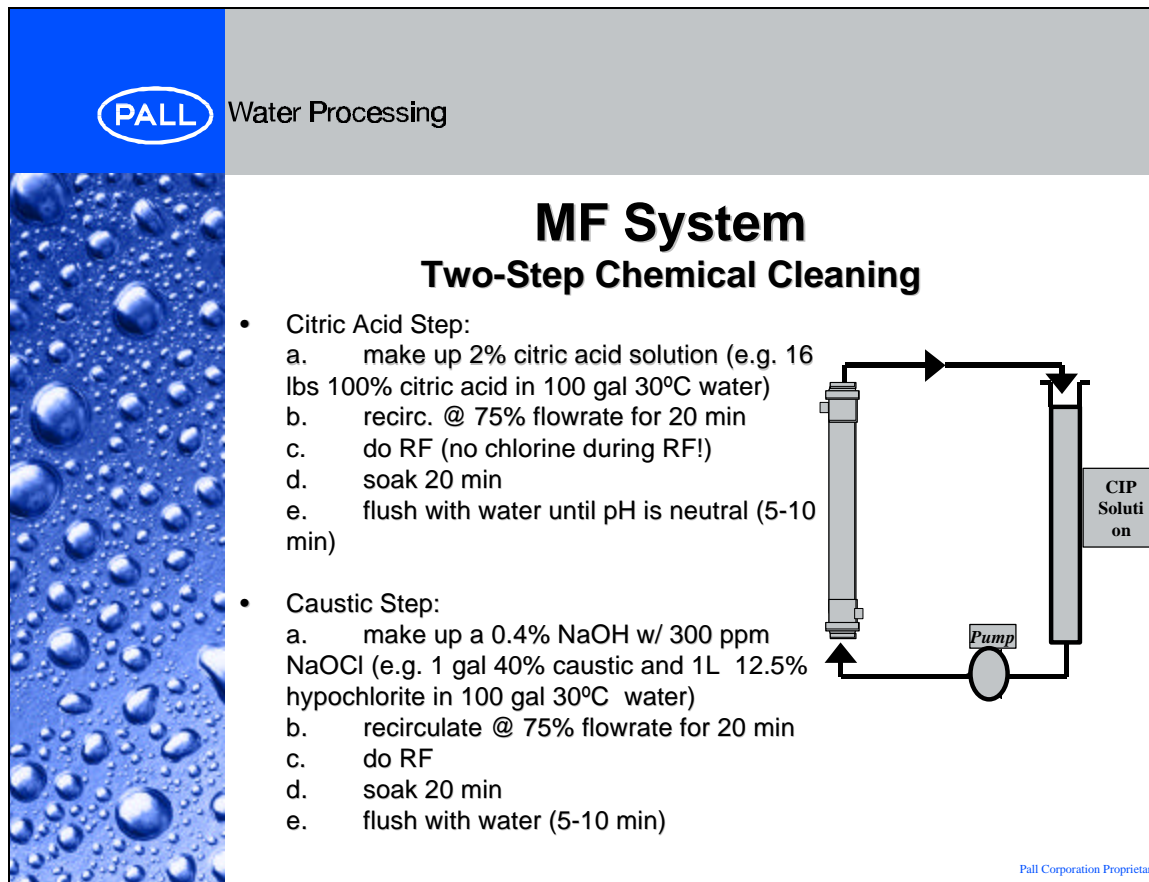 PALL Water Processing
MF System
Two-Step Chemical Cleaning
• Citric Acid Step:
a. make up 2% citric acid solution (e.g. 16
lbs 100% citric acid in 100 gal 30ºC water)
b. recirc. @ 75% flowrate for 20 min
c. do RF (no chlorine during RF!)
d. soak 20 min
e. flush with water until pH is neutral (5-10
min)
• Caustic Step:
a. make up a 0.4% NaOH w/ 300 ppm
NaOCl (e.g. 1 gal 40% caustic and 1L 12.5%
hypochlorite in 100 gal 30ºC water)
b. recirculate @ 75% flowrate for 20 min
c. do RF
d. soak 20 min
e. flush with water (5-10 min)
CIP
Soluti
on
Pump
Pall Corporation Proprietar